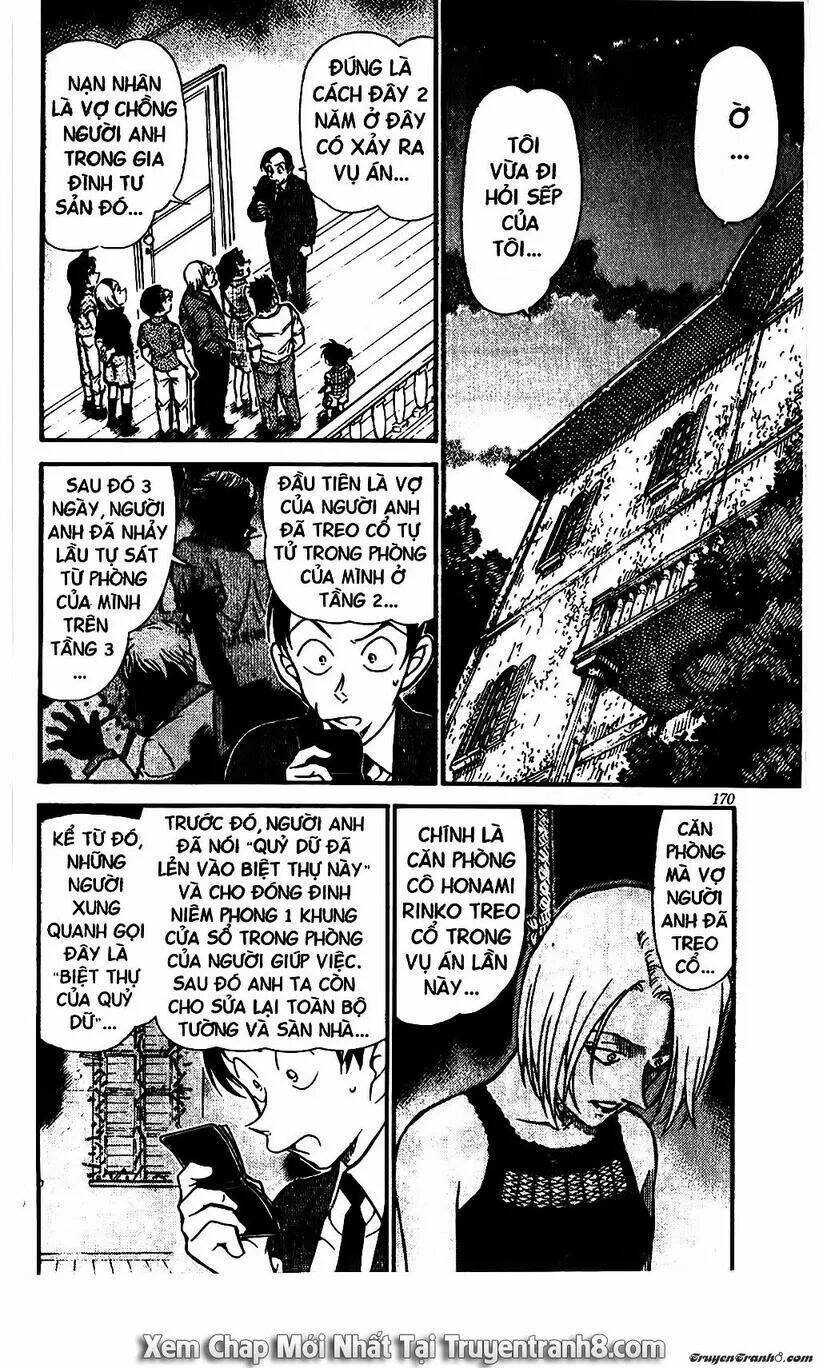 Ờ
...
TÔI
VỪA ĐI
HỎI SẾP
CỦA
TÔI...
ĐÚNG LÀ
CÁCH ĐÂY 2
NĂM Ở ĐÂY
CÓ XẢY RA
VỤ ÁN...
NẠN NHÂN
LÀ VỢ CHỒNG
NGƯỜI ANH
TRONG GIA
ĐÌNH TƯ
SẢN ĐÓ...
ĐẦU TIÊN LÀ VỢ
CỦA NGƯỜI ANH
ĐÃ TREO CỔ TỰ
TỬ TRONG PHÒNG
CỦA MÌNH Ở
TẦNG 2...
SAU ĐÓ 3
NGÀY, NGƯỜI
ANH ĐÃ NHẢY
LẦU TỰ SÁT
TỪ PHÒNG
CỦA MÌNH
TRÊN
TẦNG 3
...
170
CĂN
PHÒNG
MÀ VỢ
NGƯỜI
ANH ĐÃ
TREO
CỔ...
CHÍNH LÀ
CĂN PHÒNG
CÔ HONAMI
RINKO TREO
CỔ TRONG
VỤ ÁN LẦN
NÀY...
TRƯỚC ĐÓ, NGƯỜI ANH
ĐÃ NÓI "QUỶ DỮ ĐÃ
LẺN VÀO BIỆT THỰ NÀY"
VÀ CHO ĐÓNG ĐINH
NIÊM PHONG 1 KHUNG
CỬA SỔ TRONG PHÒNG
CỦA NGƯỜI GIÚP VIỆC.
SAU ĐÓ ANH TA CÒN
CHO SỬA LẠI TOÀN BỘ
TƯỜNG VÀ SÀN NHÀ...
KỂ TỪ ĐÓ,
NHỮNG
NGƯỜI
XUNG
QUANH GỌI
ĐÂY LÀ
"BIỆT THỰ
CỦA QUỶ
DỮ"...
Xem Chap Mới Nhất Tại Truyentranh8.com
TruyenTranh8.com